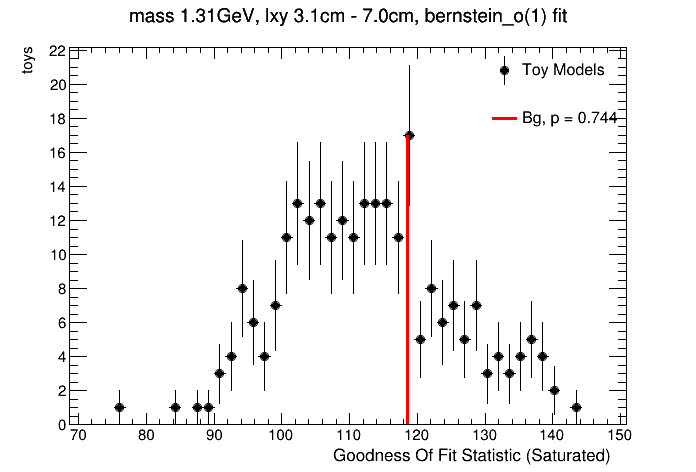 mass 1.31GeV, lxy 3.1cm - 7.0cm, bernstein_o(1) fit
toys
22
20
18
16
14
12
10
8
6
4
2
0
Toy Models
Bg, p = 0.744
70 80 90 100 110 120 130 140 150
Goodness Of Fit Statistic (Saturated)